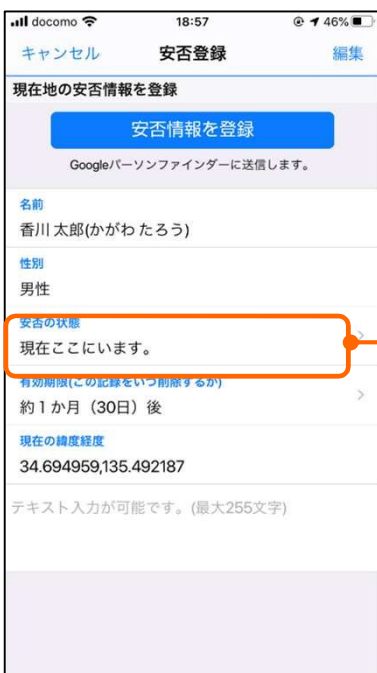 docomo 18:57 46%
キャンセル 安否登録 編集
現在地の安否情報を登録
安否情報を登録
Googleパーソンファインダーに送信します。
名前
香川 太郎(かがわ たろう)
性別
男性
安否の状態
現在ここにいます。
有効期限(この記録をいつ削除するか)
約1か月（30日）後
現在の緯度経度
34.694959,135.492187
テキスト入力が可能です。(最大255文字)